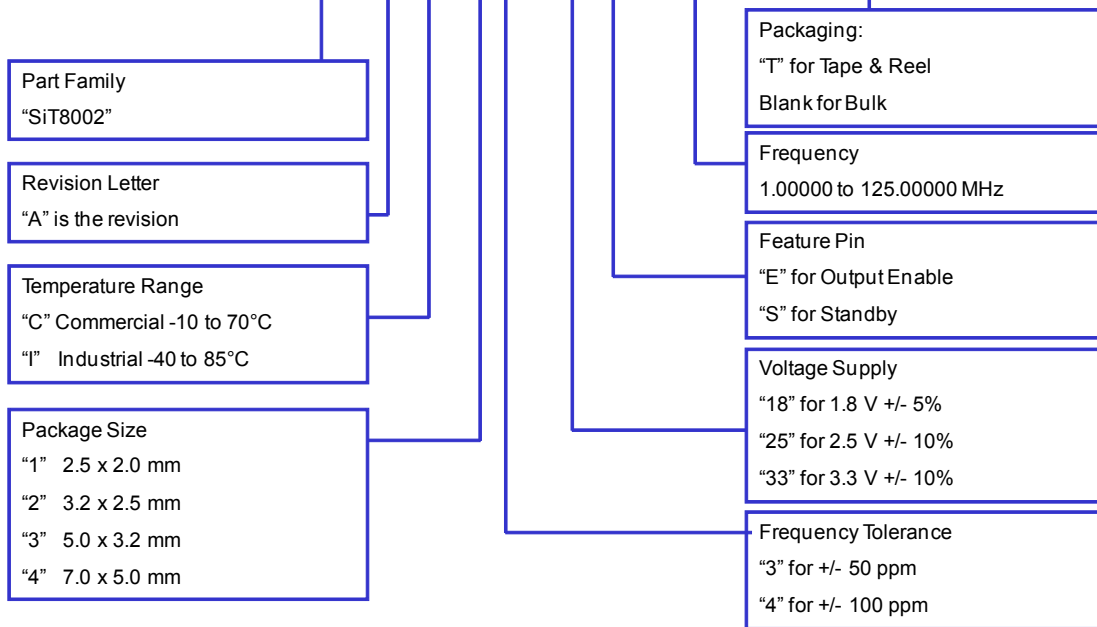 Part Family
“SiT8002”
Revision Letter
“A” is the revision
Temperature Range
“C” Commercial -10 to 70°C
“I” Industrial -40 to 85°C
Package Size
“1” 2.5 x 2.0 mm
“2” 3.2 x 2.5 mm
“3” 5.0 x 3.2 mm
“4” 7.0 x 5.0 mm
Packaging:
“T” for Tape & Reel
Blank for Bulk
Frequency
1.00000 to 125.00000 MHz
Feature Pin
“E” for Output Enable
“S” for Standby
Voltage Supply
“18” for 1.8 V +/- 5%
“25” for 2.5 V +/- 10%
“33” for 3.3 V +/- 10%
Frequency Tolerance
“3” for +/- 50 ppm
“4” for +/- 100 ppm